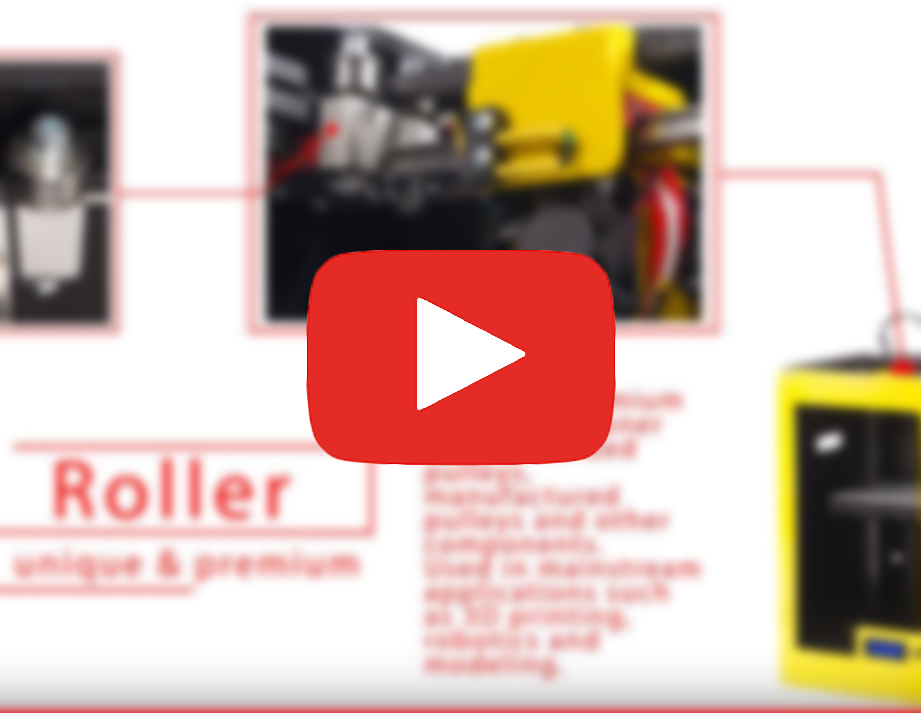 Roller
unique & premium
pulleys.
manufactured
pulleys and other
components.
Used in mainstream
applications such
as 3D printing,
robotics and
modeling.